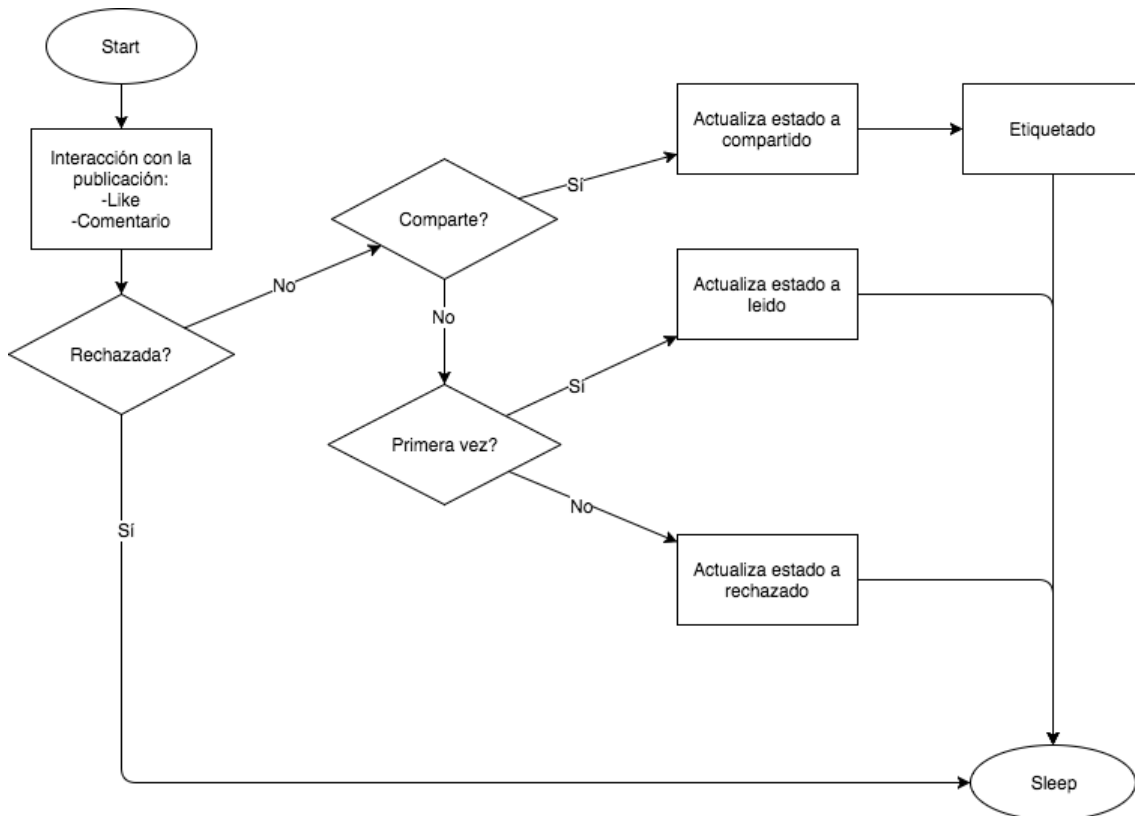 Start
Interacción con la
publicación:
-Like
-Comentario
Rechazada?
No
Sí
Comparte?
Sí
No
Actualiza estado a
compartido
Etiquetado
Primera vez?
Sí
Actualiza estado a
leido
No
Actualiza estado a
rechazado
Sleep